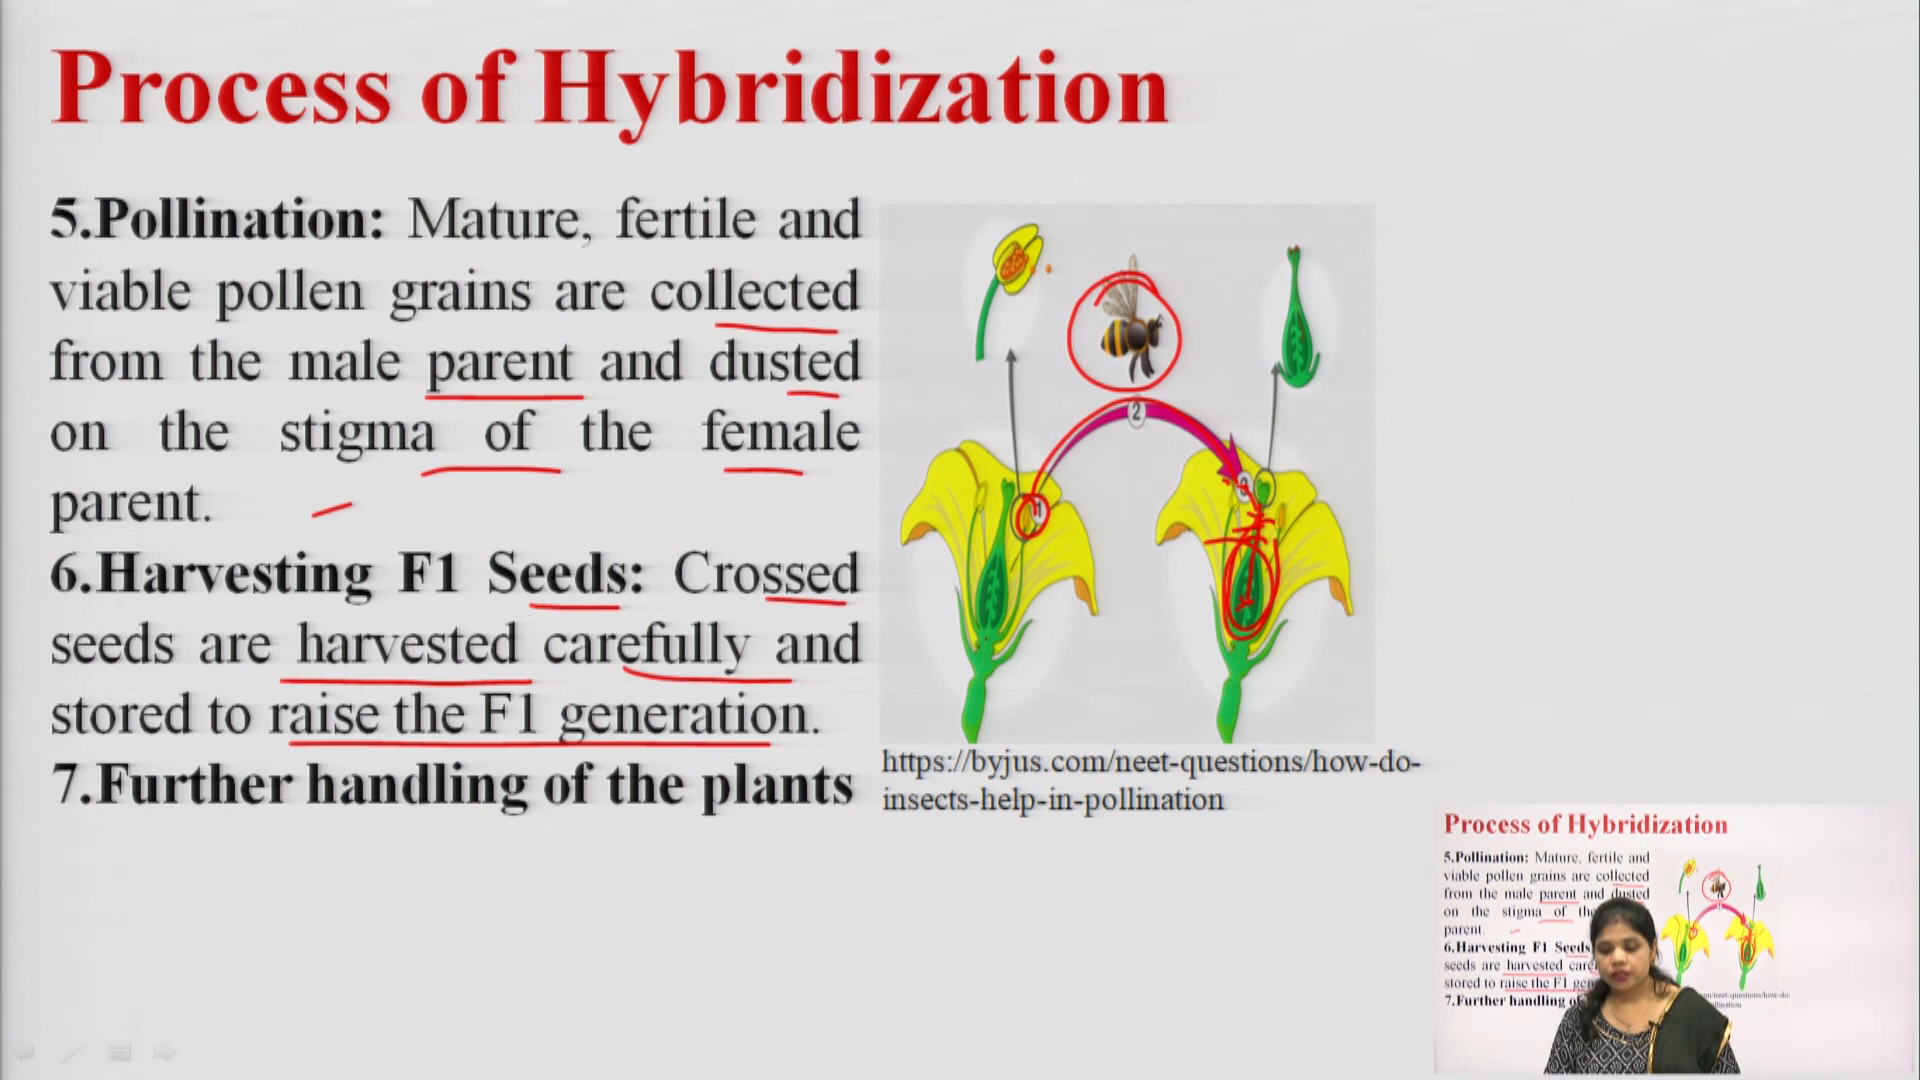 Process of Hybridization
5.Pollination: Mature, fertile and
viable pollen grains are collected
from the male parent and dusted
on the stigma of the female
parent.
6.Harvesting F1 Seeds: Crossed
seeds are harvested carefully and
stored to raise the F1 generation.
7.Further handling of the plants
2
1
3
https://byjus.com/neet-questions/how-do-
insects-help-in-pollination
Process of Hybridization
5.Pollination: Mature, fertile and
viable pollen grains are collected
from the male parent and dusted
on the stigma of the
parent.
6.Harvesting F1 Seeds
seeds are harvested
stored to raise the F1
7.Further handling